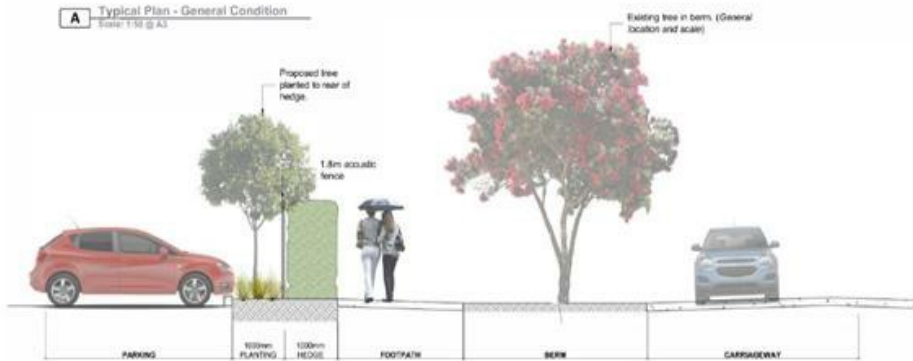 A
Typical Plan - General Condition
Scale: 1:50 @ A3
Existing tree in berm. (General
location and scale)
Proposed tree
planted to rear of
hedge.
1.8m acoustic
fence
PARKING
1000mm
PLANTING
1000mm
HEDGE
FOOTPATH
BERM
CARRIAGEWAY